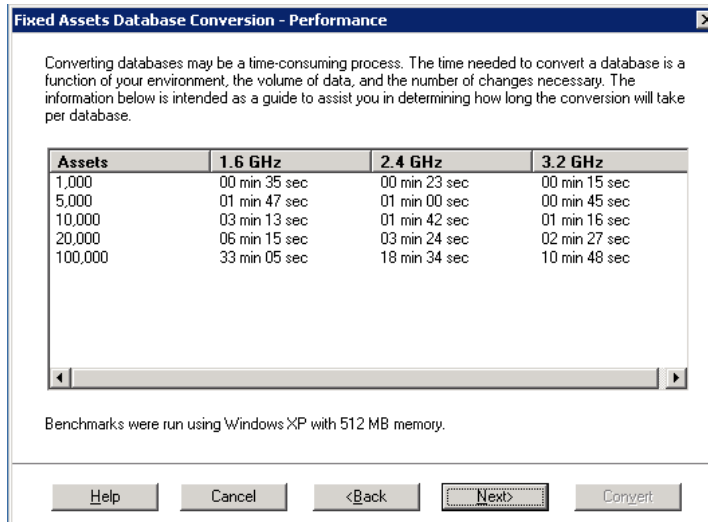 Fixed Assets Database Conversion - Performance
Converting databases may be a time-consuming process. The time needed to convert a database is a
function of your environment, the volume of data, and the number of changes necessary. The
information below is intended as a guide to assist you in determining how long the conversion will take
per database.
Assets 1.6 GHz 2.4 GHz 3.2 GHz
1,000 00 min 35 sec 00 min 23 sec 00 min 15 sec
5,000 01 min 47 sec 01 min 00 sec 00 min 45 sec
10,000 03 min 13 sec 01 min 42 sec 01 min 16 sec
20,000 06 min 15 sec 03 min 24 sec 02 min 27 sec
100,000 33 min 05 sec 18 min 34 sec 10 min 48 sec
Benchmarks were run using Windows XP with 512 MB memory.
Help Cancel <Back Next> Convert